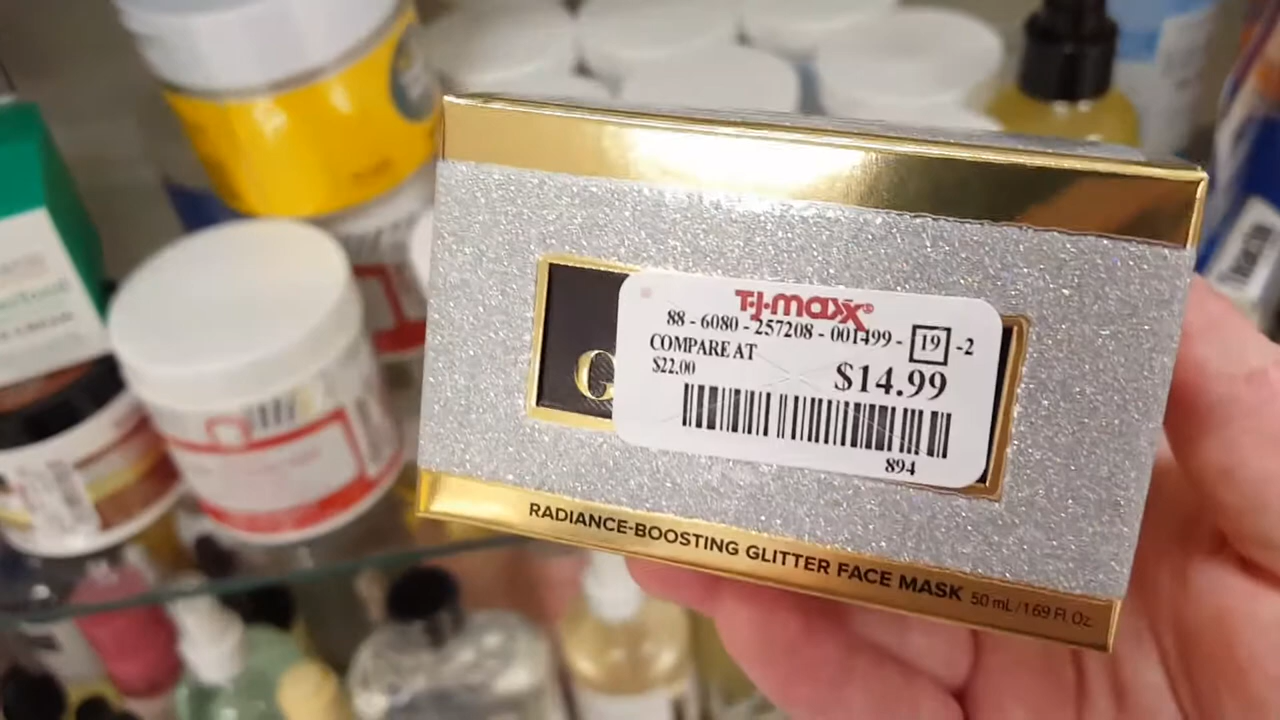 T·J·maxx®
88 - 6080 - 257208 - 001499 - 19 - 2
COMPARE AT
$22.00
$14.99
894
G
RADIANCE-BOOSTING GLITTER FACE MASK 50 mL / 1.69 Fl. Oz.